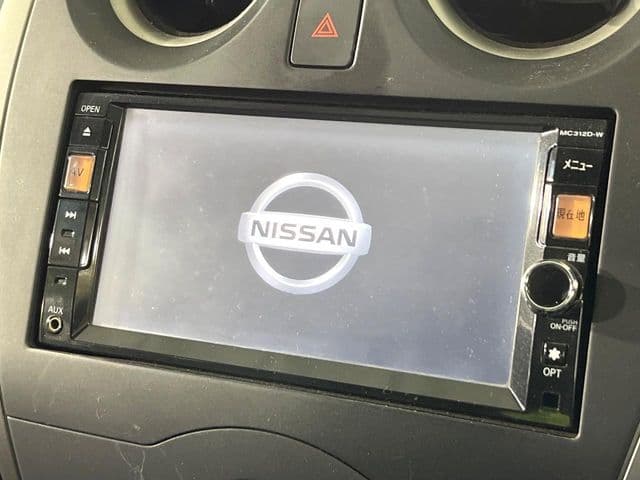 OPEN
AV
AUX
NISSAN
MC312D-W
メニュー
現在地
音量
PUSH
ON·OFF
OPT